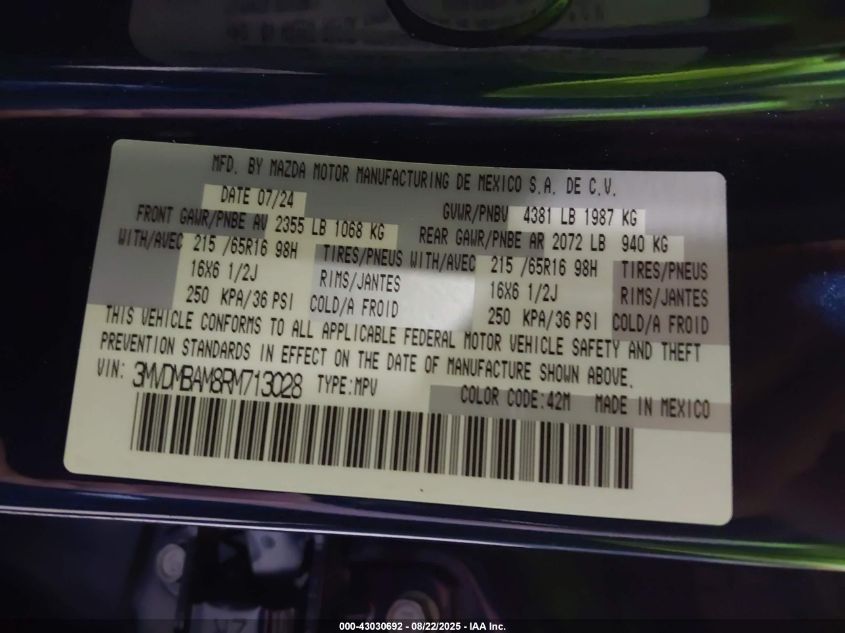 MFD. BY MAZDA MOTOR MANUFACTURING DE MEXICO S.A. DE C.V.
DATE 07/24 GVWR/PNBV 4381 LB 1987 KG
FRONT GAWR/PNBE AV 2355 LB 1068 KG REAR GAWR/PNBE AR 2072 LB 940 KG
WITH/AVEC 215 /65R16 98H TIRES/PNEUS WITH/AVEC 215 /65R16 98H TIRES/PNEUS
16X6 1/2J RIMS/JANTES 16X6 1/2J RIMS/JANTES
250 KPA/36 PSI COLD/A FROID 250 KPA/36 PSI COLD/A FROID
THIS VEHICLE CONFORMS TO ALL APPLICABLE FEDERAL MOTOR VEHICLE SAFETY AND THEFT
PREVENTION STANDARDS IN EFFECT ON THE DATE OF MANUFACTURE SHOWN ABOVE.
VIN: 3MVDMBAM8RM713028 TYPE:MPV COLOR CODE:42M MADE IN MEXICO
000-43030692 - 08/22/2025 - IAA Inc.